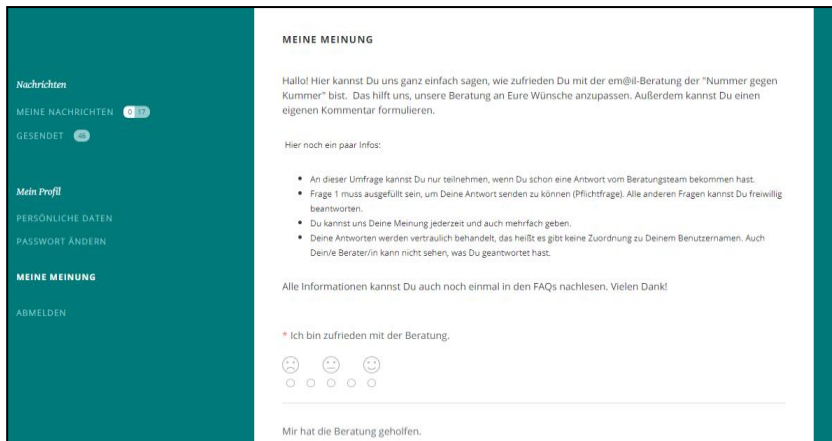 MEINE MEINUNG
Nachrichten
MEINE NACHRICHTEN 0 17
GESENDET 46
Mein Profil
PERSÖNLICHE DATEN
PASSWORT ÄNDERN
MEINE MEINUNG
ABMELDEN
Hallo! Hier kannst Du uns ganz einfach sagen, wie zufrieden Du mit der em@il-Beratung der "Nummer gegen
Kummer" bist. Das hilft uns, unsere Beratung an Eure Wünsche anzupassen. Außerdem kannst Du einen
eigenen Kommentar formulieren.
Hier noch ein paar Infos:
• An dieser Umfrage kannst Du nur teilnehmen, wenn Du schon eine Antwort vom Beratungsteam bekommen hast.
• Frage 1 muss ausgefüllt sein, um Deine Antwort senden zu können (Pflichtfrage). Alle anderen Fragen kannst Du freiwillig
beantworten.
• Du kannst uns Deine Meinung jederzeit und auch mehrfach geben.
• Deine Antworten werden vertraulich behandelt, das heißt es gibt keine Zuordnung zu Deinem Benutzernamen. Auch
Dein/e Berater/in kann nicht sehen, was Du geantwortet hast.
Alle Informationen kannst Du auch noch einmal in den FAQs nachlesen. Vielen Dank!
* Ich bin zufrieden mit der Beratung.
Mir hat die Beratung geholfen.